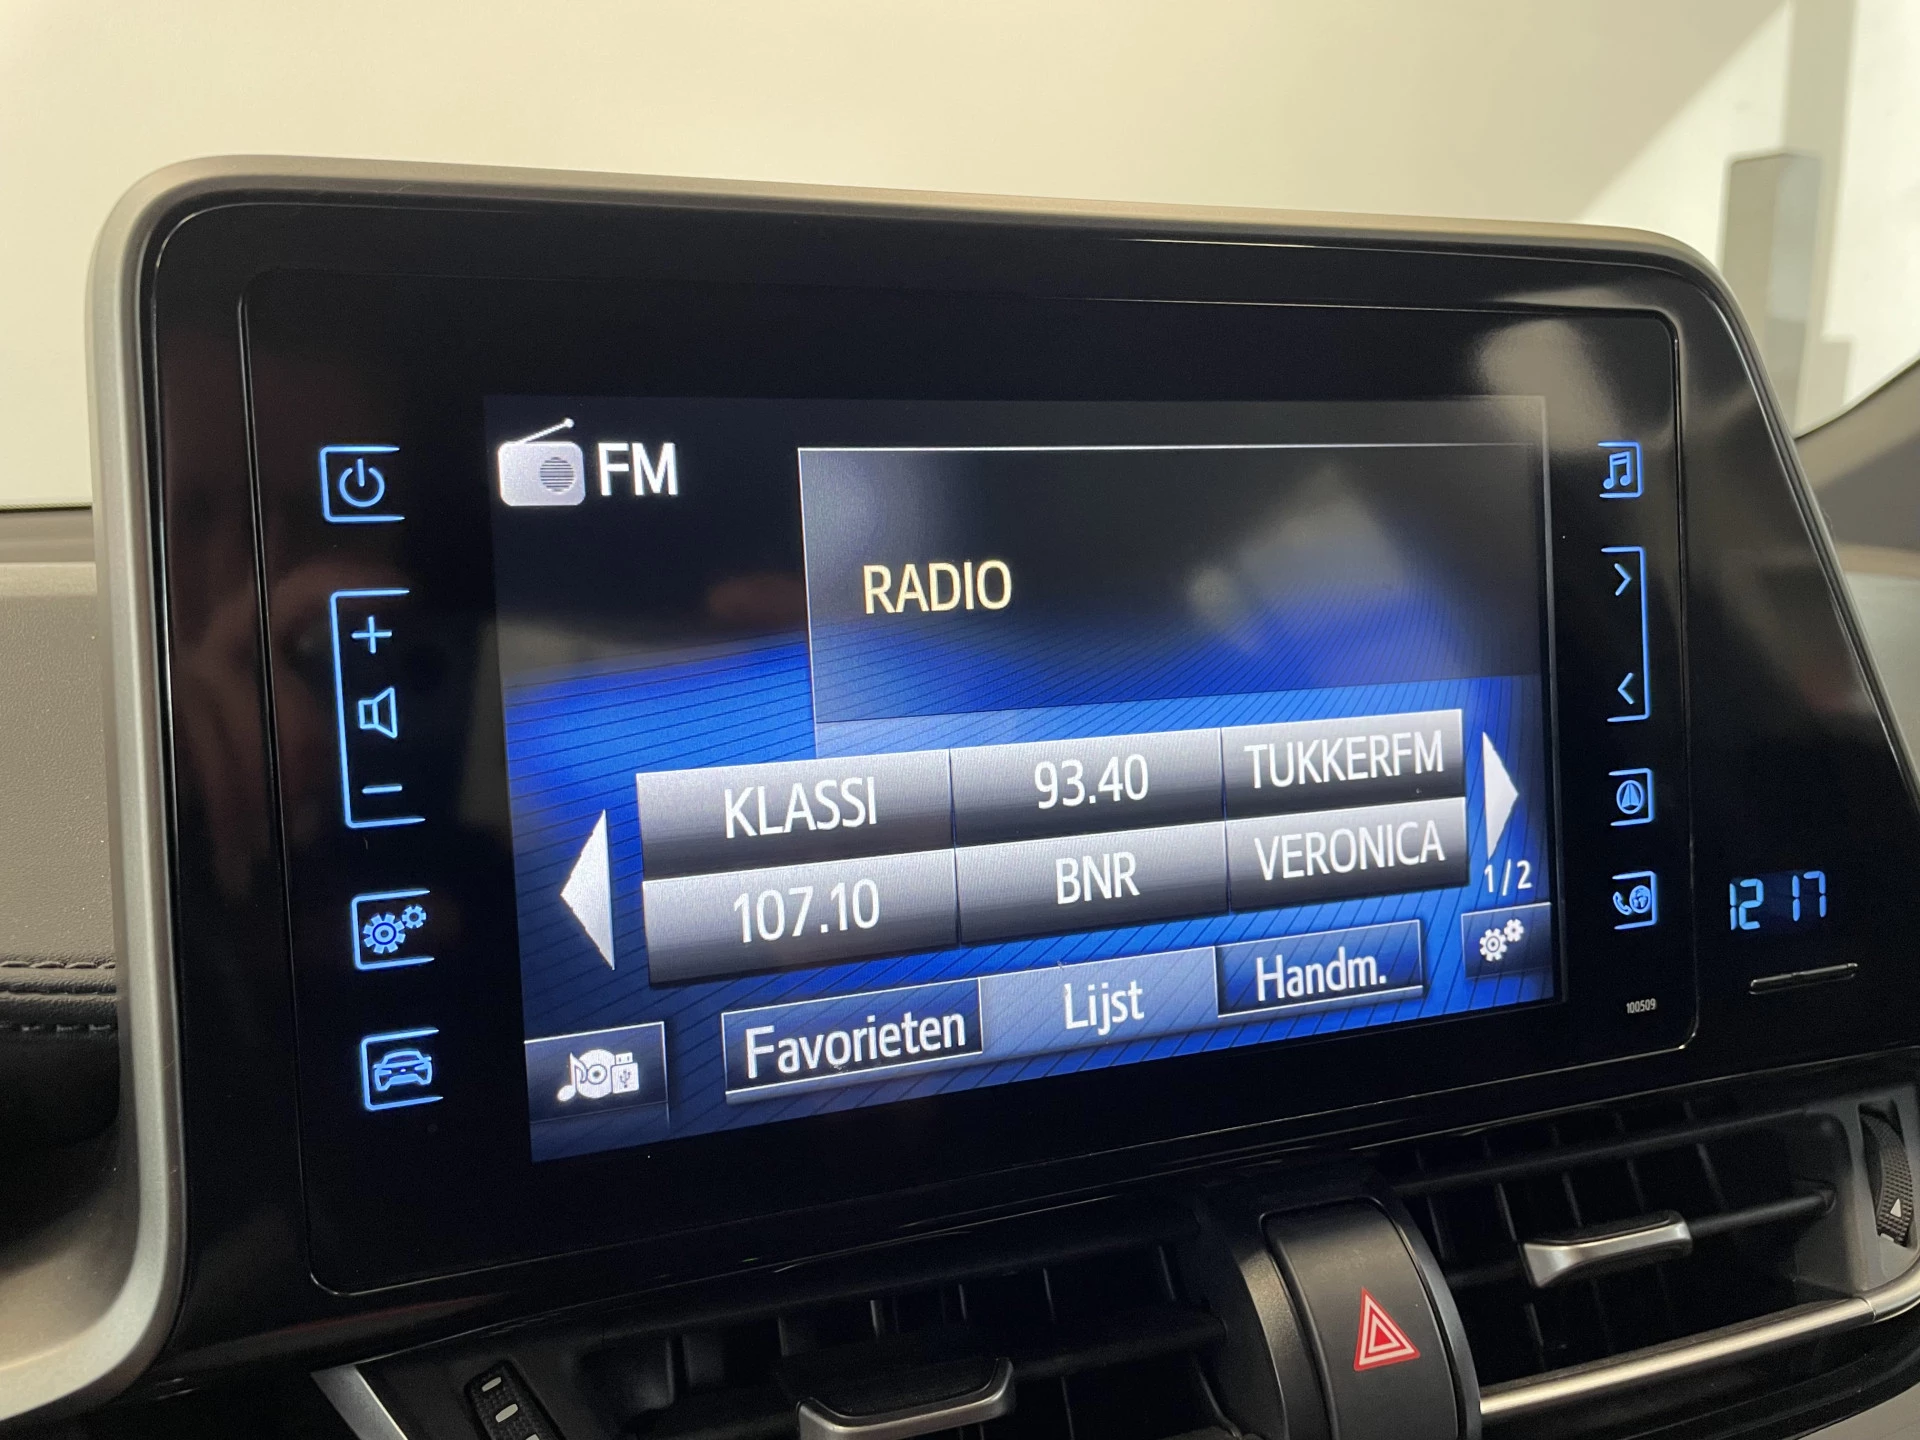 FM
RADIO
KLASSI 93.40 TUKKERFM
107.10 BNR VERONICA
1/2
Favorieten Lijst Handm.
12 17
100509